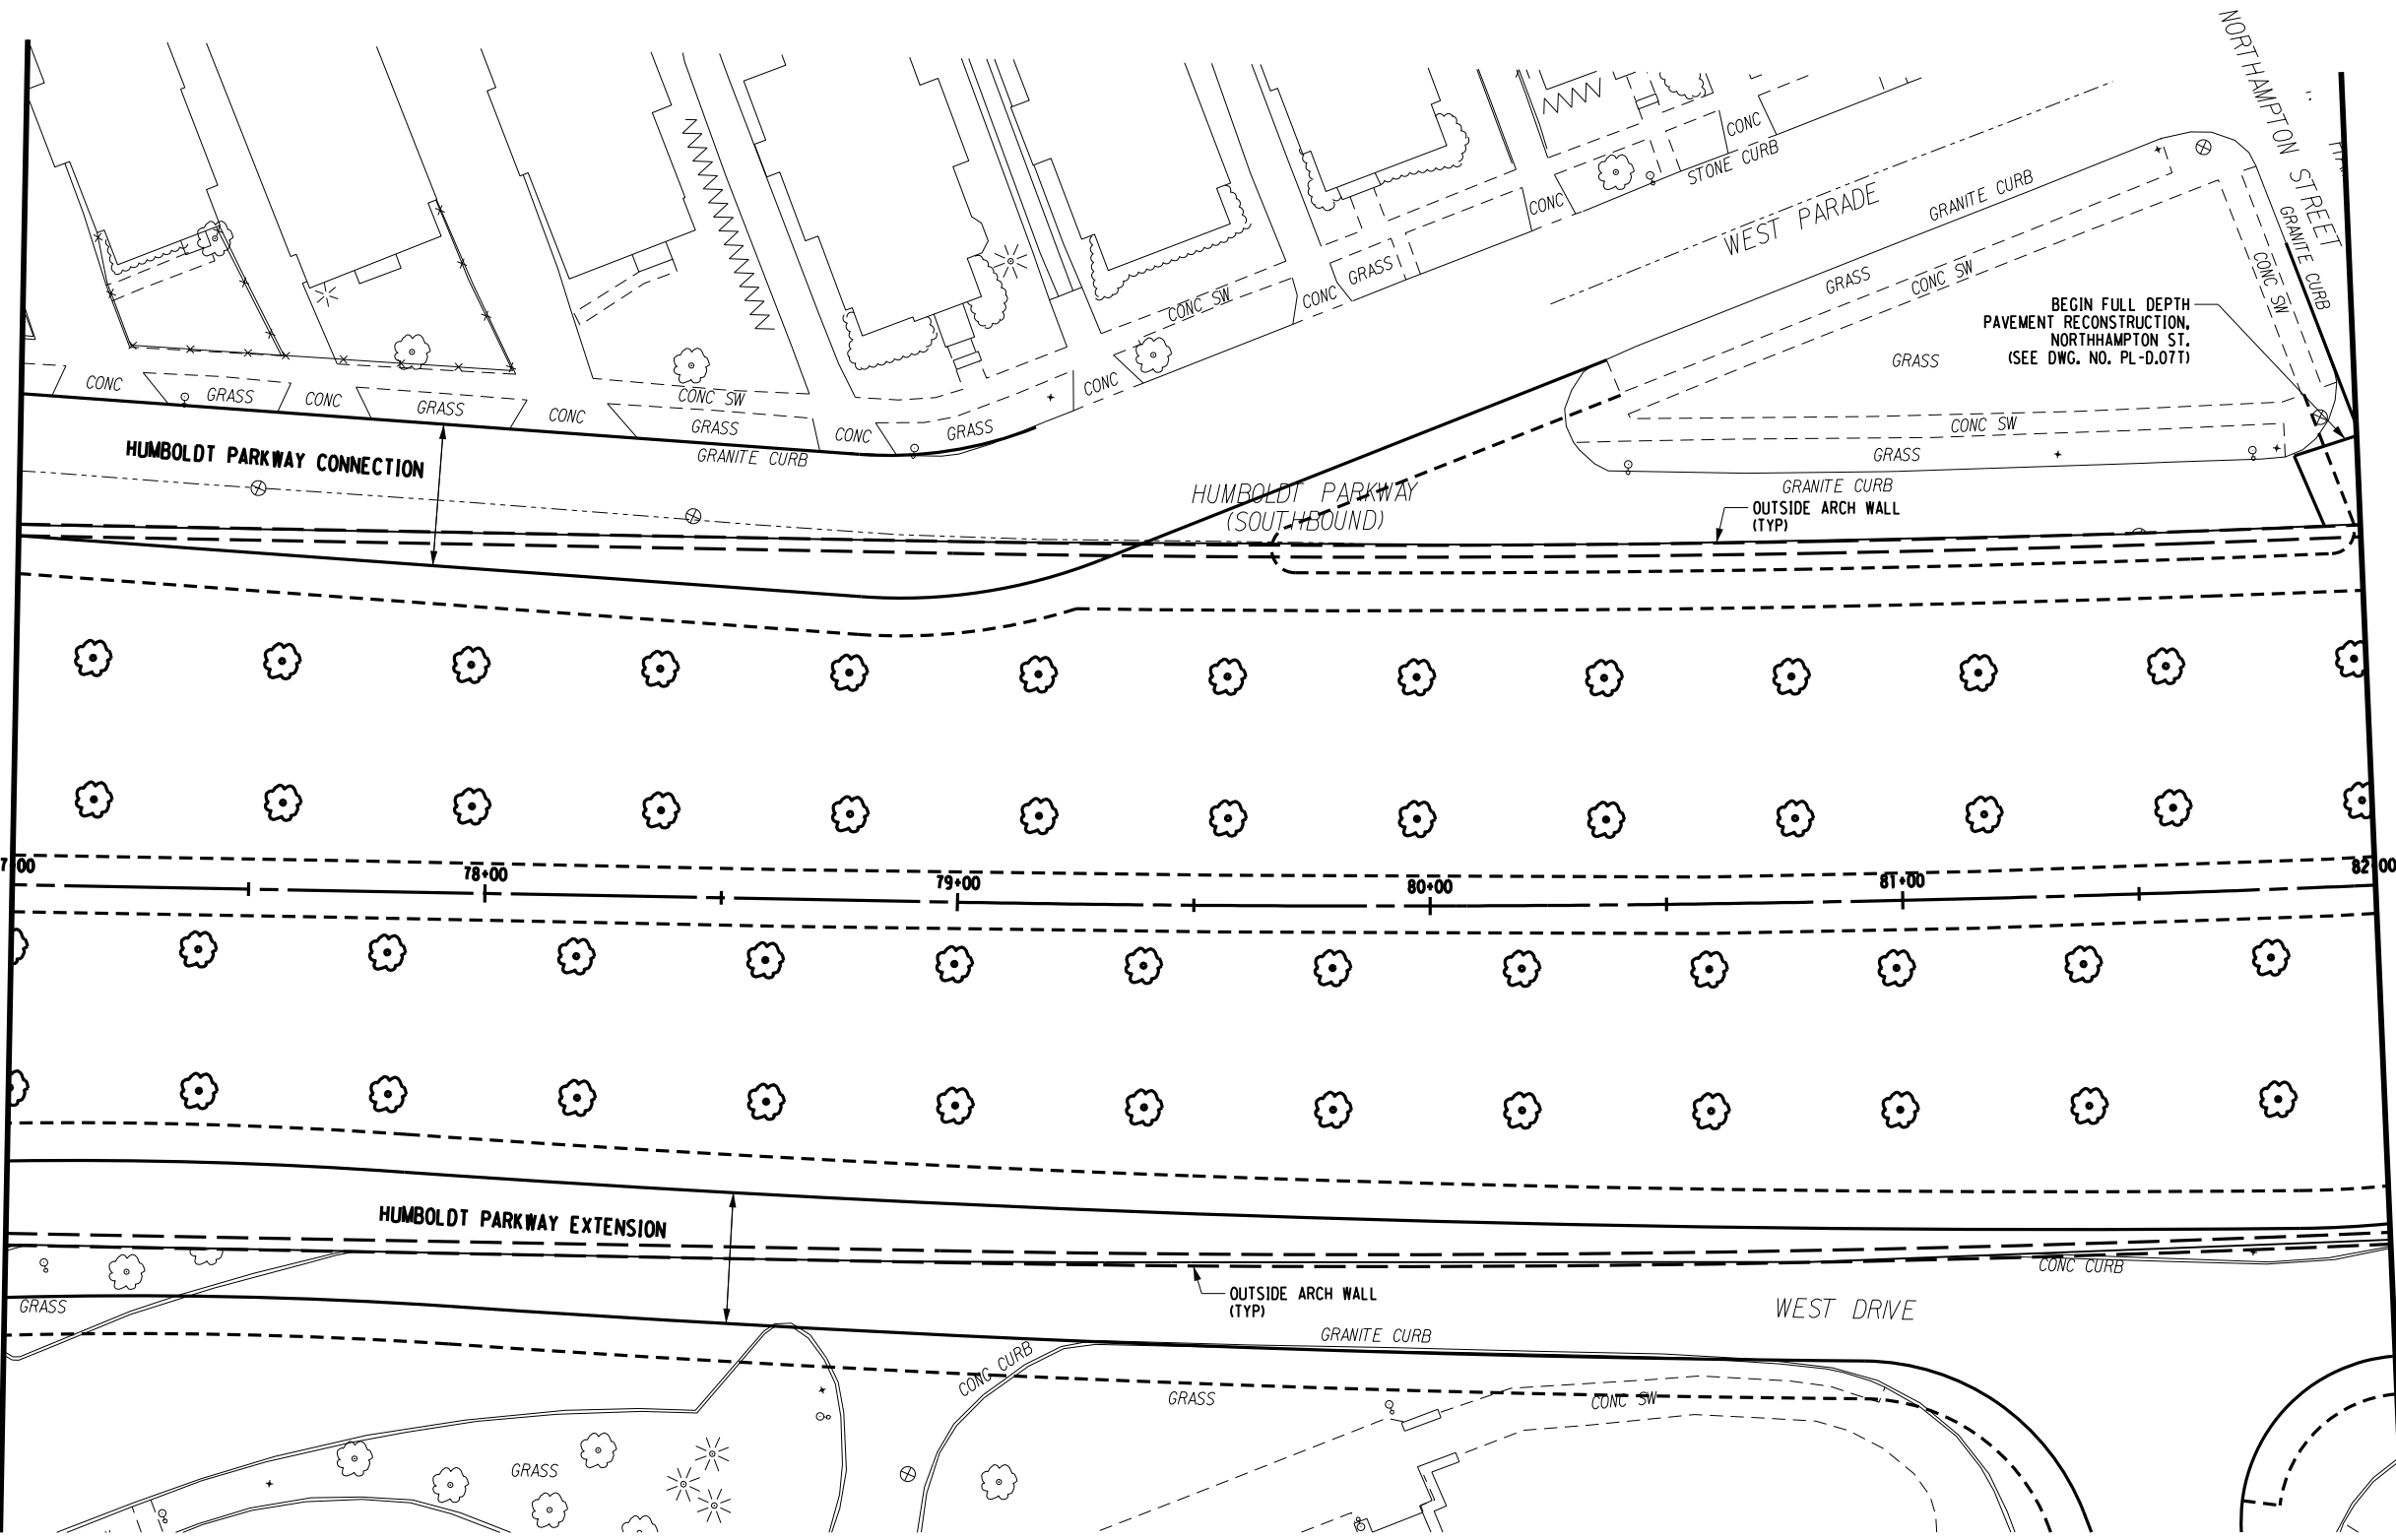 NORTHAMPTON STREET
CONC
STONE CURB
WEST PARADE
GRANITE CURB
GRANITE CURB
CONC
GRASS
CONC
CONC SW
GRASS
CONC SW
CONC SW
BEGIN FULL DEPTH
PAVEMENT RECONSTRUCTION,
NORTHHAMPTON ST.
(SEE DWG. NO. PL-D.07T)
GRASS
CONC
GRASS
CONC
GRASS
CONC
CONC SW
GRASS
CONC
GRASS
CONC
CONC SW
GRASS
GRANITE CURB
GRANITE CURB
HUMBOLDT PARKWAY CONNECTION
HUMBOLDT PARKWAY
(SOUTHBOUND)
OUTSIDE ARCH WALL
(TYP)
7+00
78+00
79+00
80+00
81+00
82+00
HUMBOLDT PARKWAY EXTENSION
GRASS
OUTSIDE ARCH WALL
(TYP)
CONC CURB
WEST DRIVE
GRANITE CURB
CONC CURB
GRASS
CONC SW
GRASS